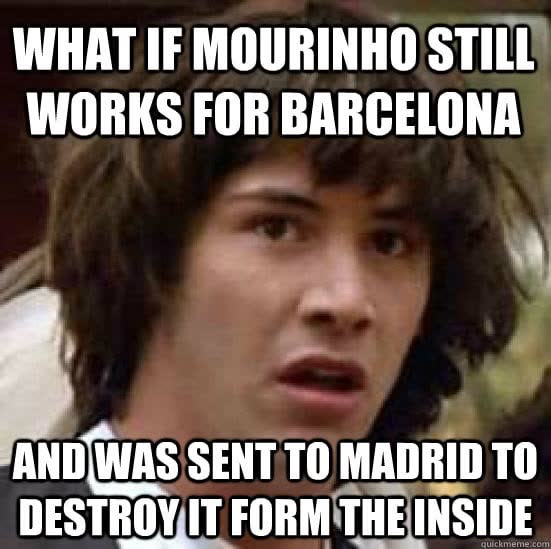 WHAT IF MOURINHO STILL
WORKS FOR BARCELONA
AND WAS SENT TO MADRID TO
DESTROY IT FORM THE INSIDE
quickmeme.com